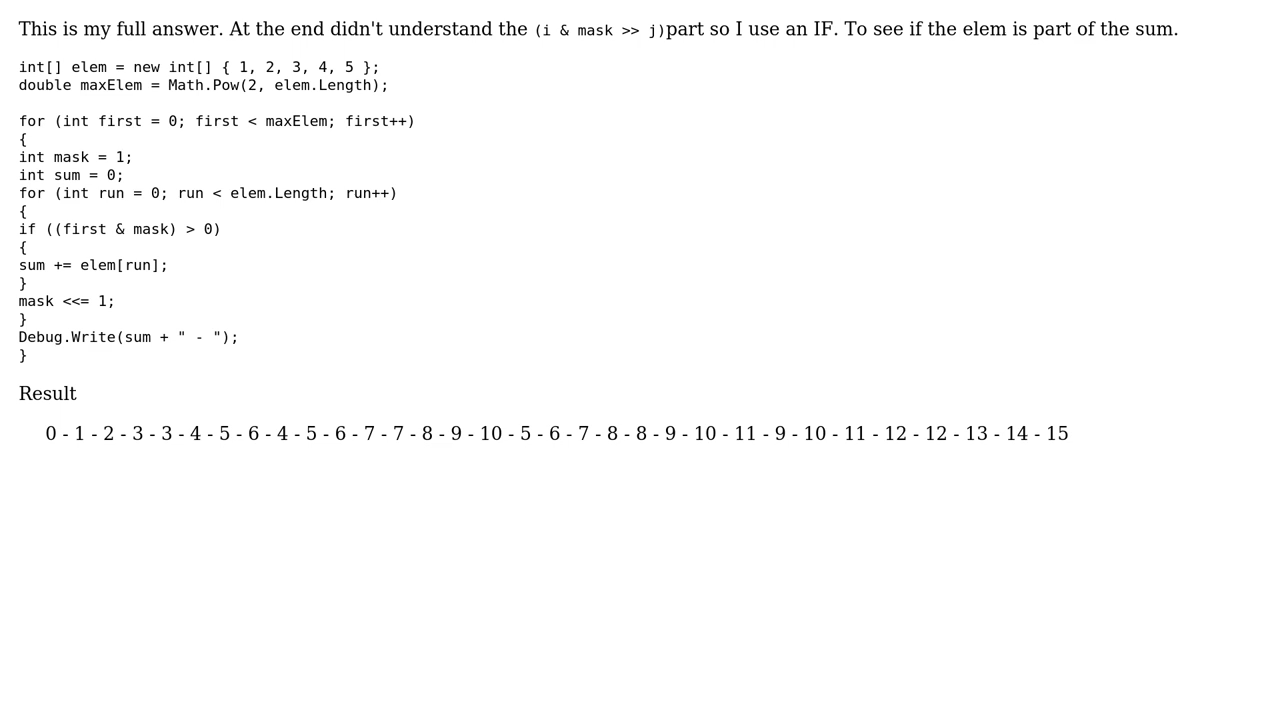 This is my full answer. At the end didn't understand the (i & mask >> j)part so I use an IF. To see if the elem is part of the sum.
int[] elem = new int[] { 1, 2, 3, 4, 5 };
double maxElem = Math.Pow(2, elem.Length);
for (int first = 0; first < maxElem; first++)
{
int mask = 1;
int sum = 0;
for (int run = 0; run < elem.Length; run++)
{
if ((first & mask) > 0)
{
sum += elem[run];
}
mask <<= 1;
}
Debug.Write(sum + " - ");
}
Result
0 - 1 - 2 - 3 - 3 - 4 - 5 - 6 - 4 - 5 - 6 - 7 - 7 - 8 - 9 - 10 - 5 - 6 - 7 - 8 - 8 - 9 - 10 - 11 - 9 - 10 - 11 - 12 - 12 - 13 - 14 - 15